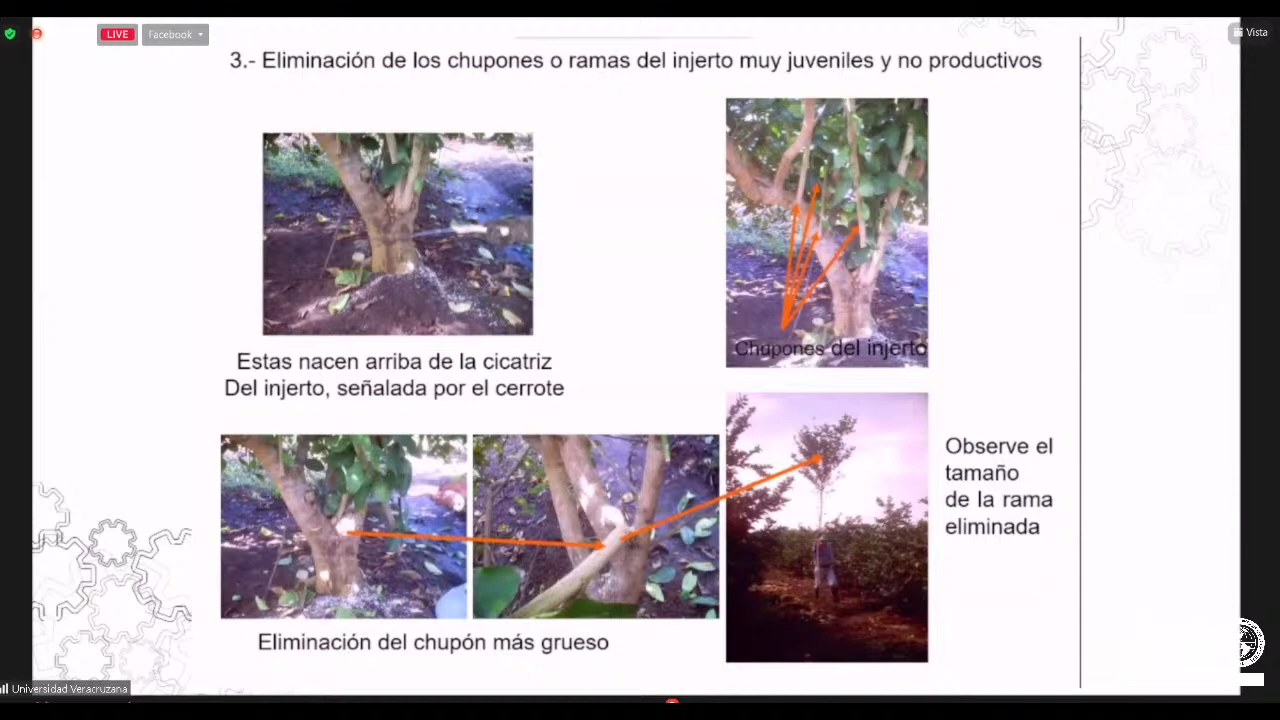 LIVE
Facebook
Vista
3.- Eliminación de los chupones o ramas del injerto muy juveniles y no productivos
Estas nacen arriba de la cicatriz
Del injerto, señalada por el cerrote
Chupones del injerto
Observe el
tamaño
de la rama
eliminada
Eliminación del chupón más grueso
Universidad Veracruzana